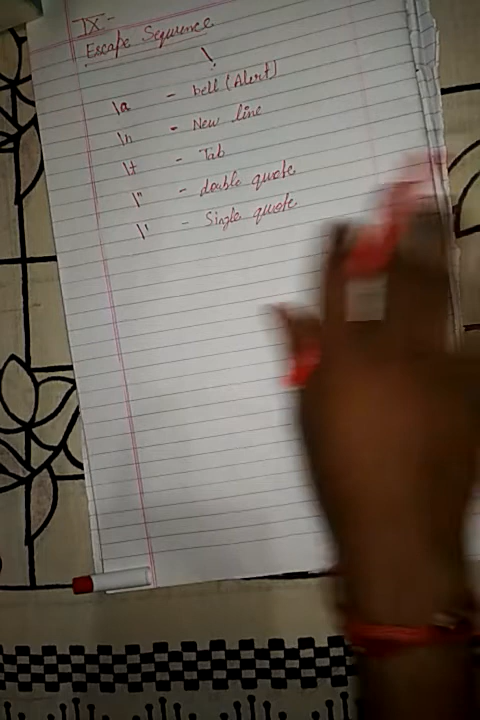 IX-
Escape Sequence
\
\a - bell (Alert)
\n - New line
\t - Tab
\" - double quote
\' - Single quote